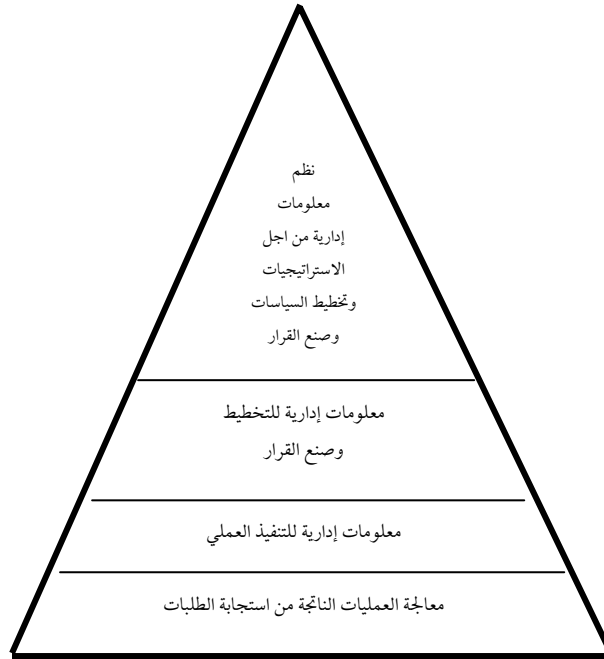 نظم
معلومات
إدارية من اجل
الاستراتيجيات
وتخطيط السياسات
وصنع القرار
معلومات إدارية للتخطيط
وصنع القرار
معلومات إدارية للتنفيذ العملي
معالجة العمليات الناتجة من استجابة الطلبات